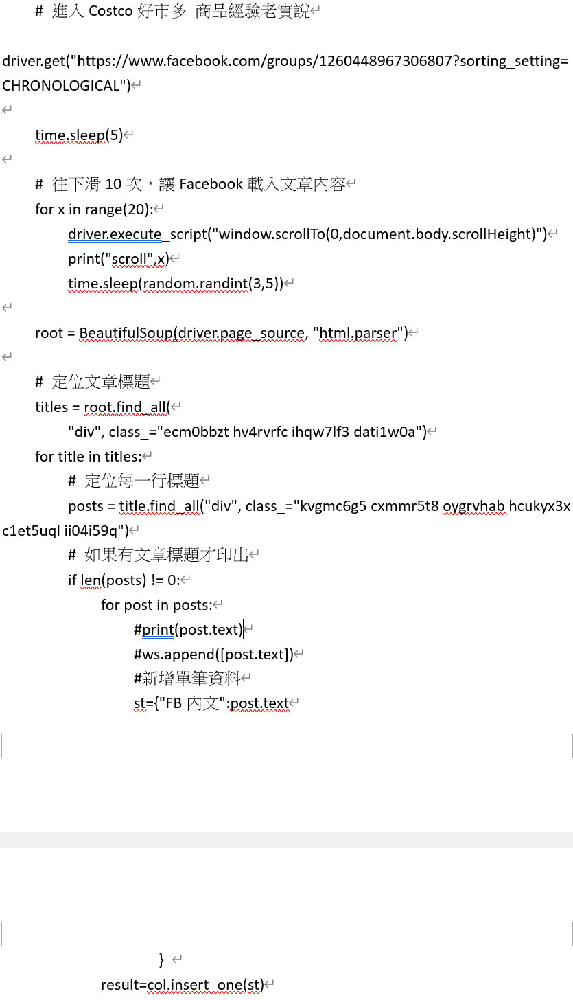 # 進入 Costco 好市多 商品經驗老實說
driver.get("https://www.facebook.com/groups/1260448967306807?sorting_setting=
CHRONOLOGICAL")
time.sleep(5)
# 往下滑 10 次，讓 Facebook 載入文章內容
for x in range(20):
driver.execute_script("window.scrollTo(0,document.body.scrollHeight)")
print("scroll",x)
time.sleep(random.randint(3,5))
root = BeautifulSoup(driver.page_source, "html.parser")
# 定位文章標題
titles = root.find_all(
"div", class_="ecm0bbzt hv4rvrfc ihqw7lf3 dati1w0a")
for title in titles:
# 定位每一行標題
posts = title.find_all("div", class_="kvgmc6g5 cxmmr5t8 oygrvhab hcukyx3x
c1et5uql ii04i59q")
# 如果有文章標題才印出
if len(posts) != 0:
for post in posts:
#print(post.text)
#ws.append([post.text])
#新增單筆資料
st={"FB 內文":post.text
}
result=col.insert_one(st)